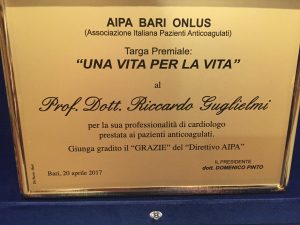 AIPA BARI ONLUS
(Associazione Italiana Pazienti Anticoagulati)
Targa Premiale:
“UNA VITA PER LA VITA”
al
Prof. Dott. Riccardo Guglielmi
per la sua professionalità di cardiologo
prestata ai pazienti anticoagulati.
Giunga gradito il “GRAZIE” del “Direttivo AIPA”
Bari, 20 aprile 2017
IL PRESIDENTE
dott. DOMENICO PINTO